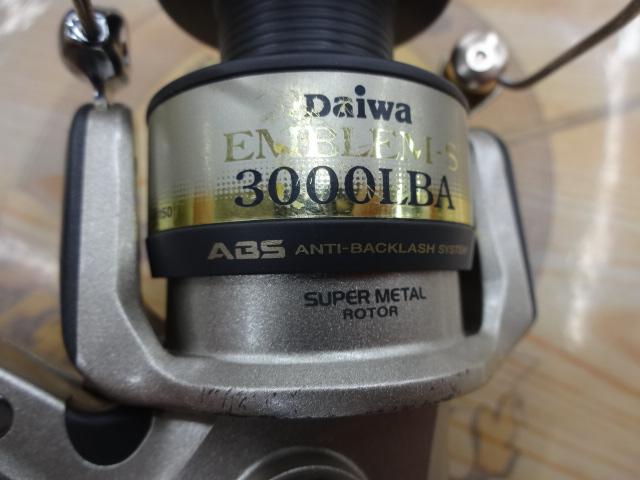 Daiwa
EMBLEM-S
3000LBA
ABS ANTI-BACKLASH SYSTEM
SUPER METAL
ROTOR